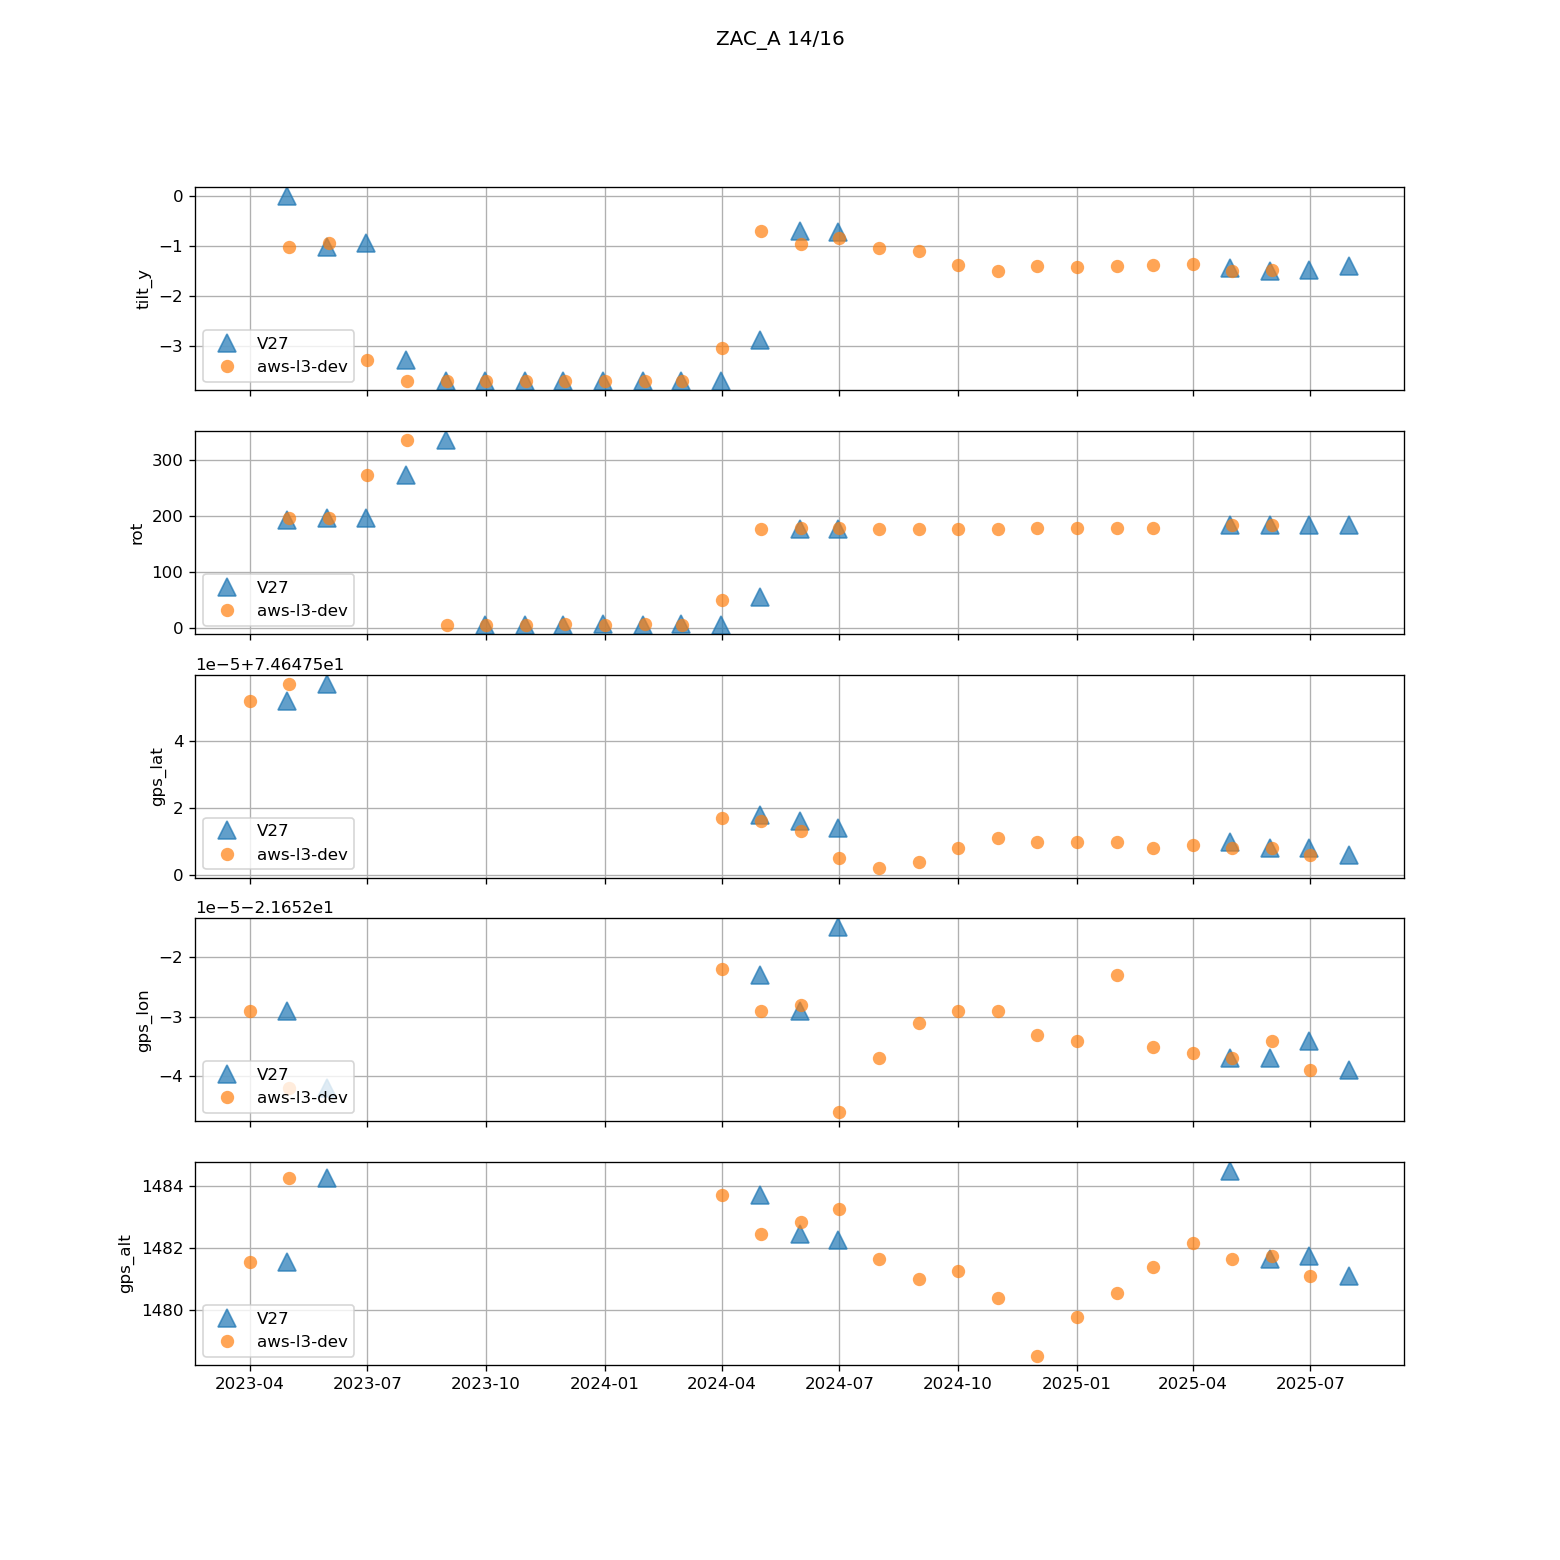 ZAC_A 14/16
0
−1
−2
−3
tilt_y
V27
aws-l3-dev
300
200
100
0
rot
V27
aws-l3-dev
1e−5+7.46475e1
4
2
0
gps_lat
V27
aws-l3-dev
1e−5−2.1652e1
−2
−3
−4
gps_lon
V27
aws-l3-dev
1484
1482
1480
gps_alt
V27
aws-l3-dev
2023-04 2023-07 2023-10 2024-01 2024-04 2024-07 2024-10 2025-01 2025-04 2025-07